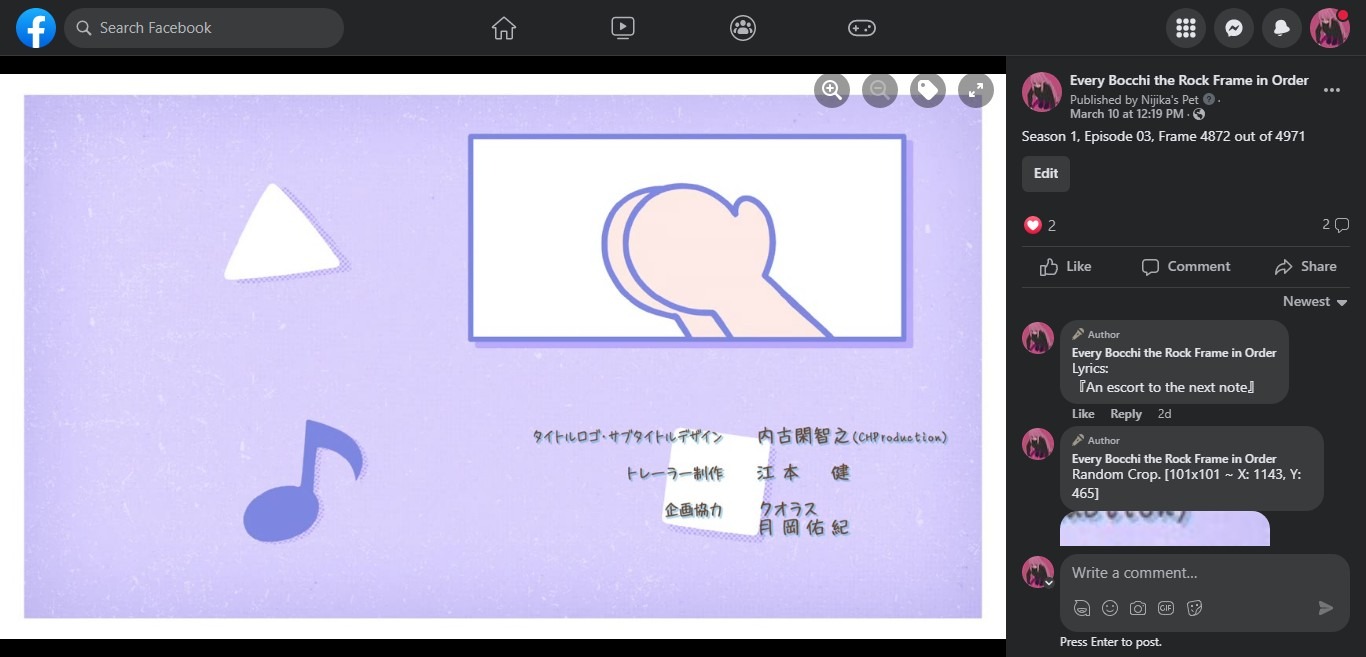 Search Facebook
タイトルロゴ・サブタイトルデザイン 内古閑智之(CHProduction)
トレーラー制作 江本 健
企画協力 クオラス
月岡佑紀
Every Bocchi the Rock Frame in Order
Published by Nijika's Pet ·
March 10 at 12:19 PM ·
Season 1, Episode 03, Frame 4872 out of 4971
Edit
2
2
Like Comment Share
Newest
Author
Every Bocchi the Rock Frame in Order
Lyrics:
『An escort to the next note』
Like Reply 2d
Author
Every Bocchi the Rock Frame in Order
Random Crop. [101x101 ~ X: 1143, Y:
465]
Write a comment...
GIF
Press Enter to post.